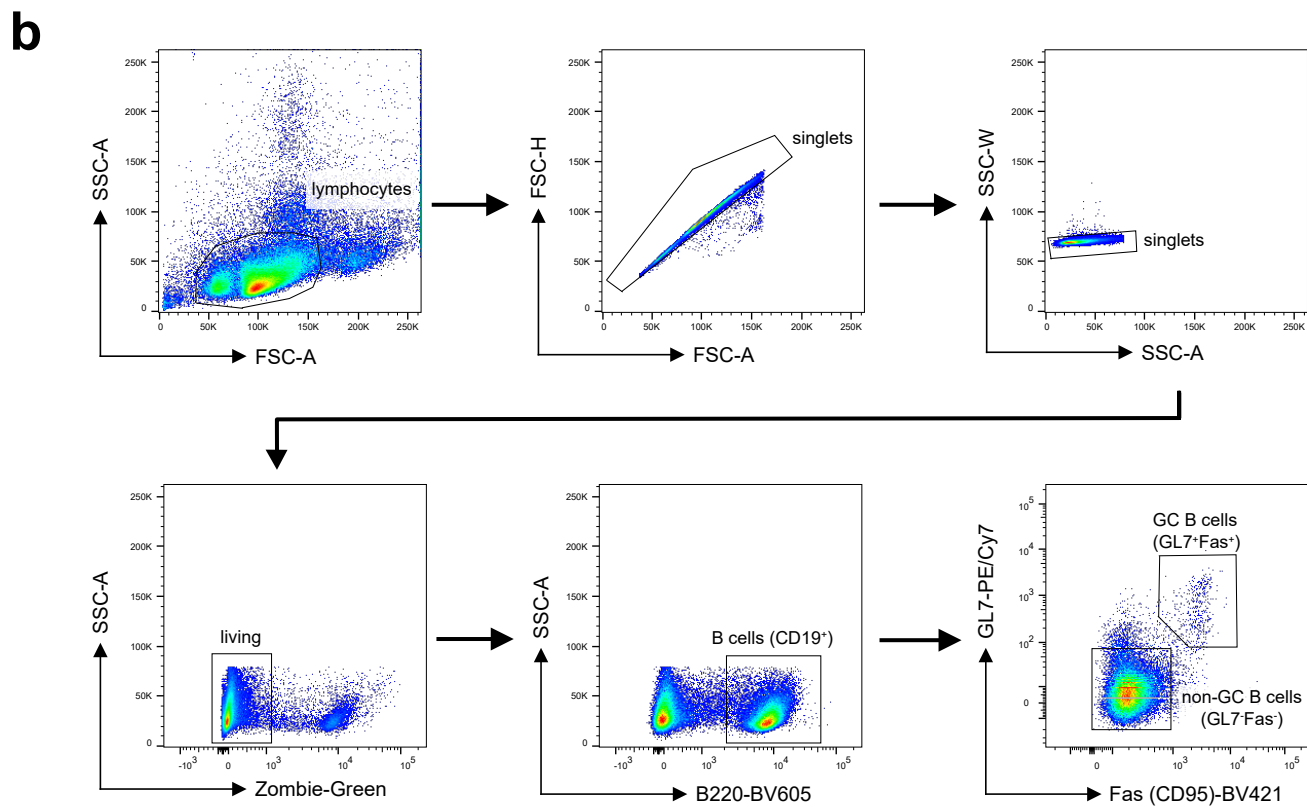 b
SSC-A
250K
200K
150K
100K
50K
0
lymphocytes
0 50K 100K 150K 200K 250K
FSC-A
FSC-H
250K
200K
150K
100K
50K
0
singlets
0 50K 100K 150K 200K 250K
FSC-A
SSC-W
250K
200K
150K
100K
50K
0
singlets
0 50K 100K 150K 200K 250K
SSC-A
SSC-A
250K
200K
150K
100K
50K
0
living
-10³ 0 10³ 10⁴ 10⁵
Zombie-Green
SSC-A
250K
200K
150K
100K
50K
0
B cells (CD19⁺)
-10³ 0 10³ 10⁴ 10⁵
B220-BV605
GL7-PE/Cy7
10⁵
10⁴
10³
10²
0
GC B cells
(GL7⁺Fas⁺)
non-GC B cells
(GL7⁻Fas⁻)
0 10³ 10⁴ 10⁵
Fas (CD95)-BV421